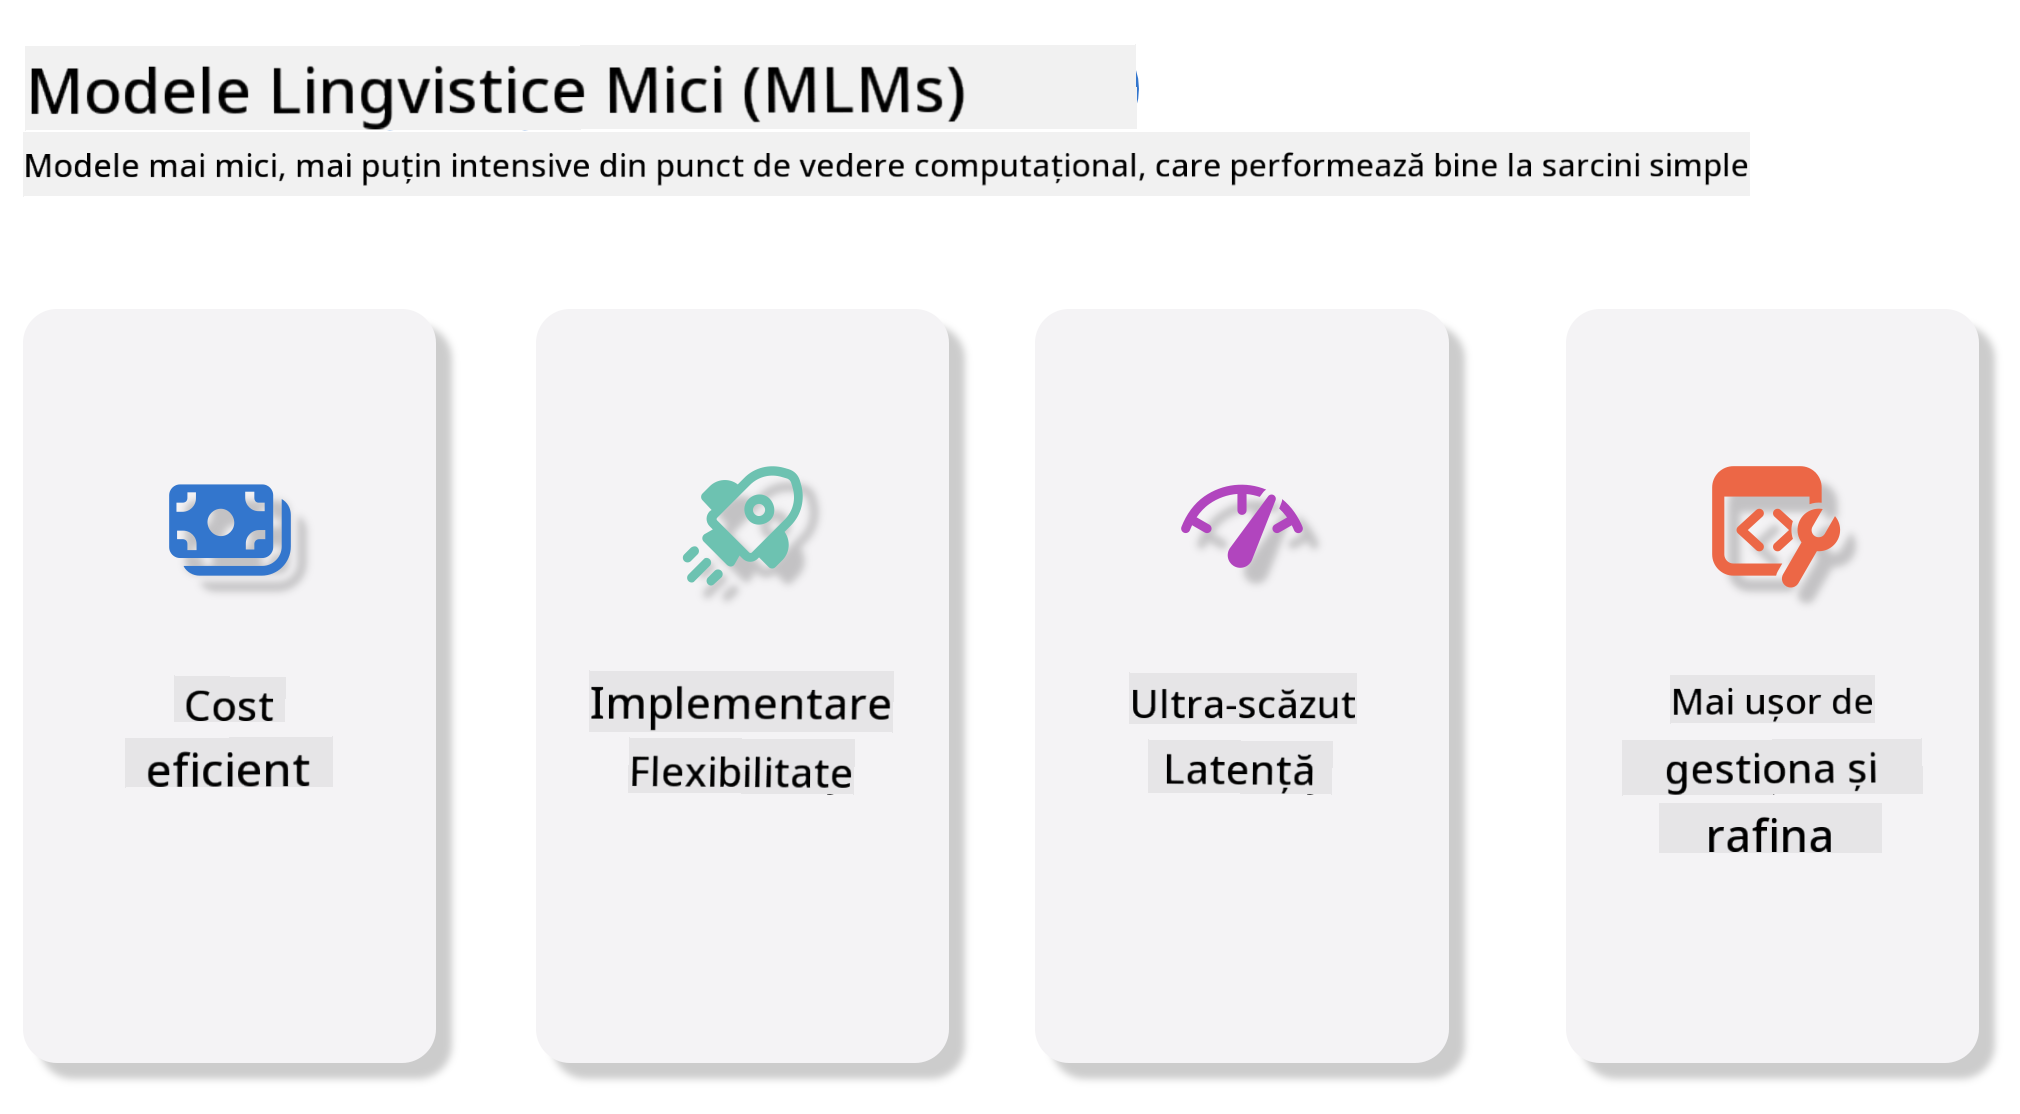 Modele Lingvistice Mici (MLMs)
Modele mai mici, mai puțin intensive din punct de vedere computațional, care performează bine la sarcini simple
Cost
eficient
Implementare
Flexibilitate
Ultra-scăzut
Latență
Mai ușor de
gestiona și
rafina